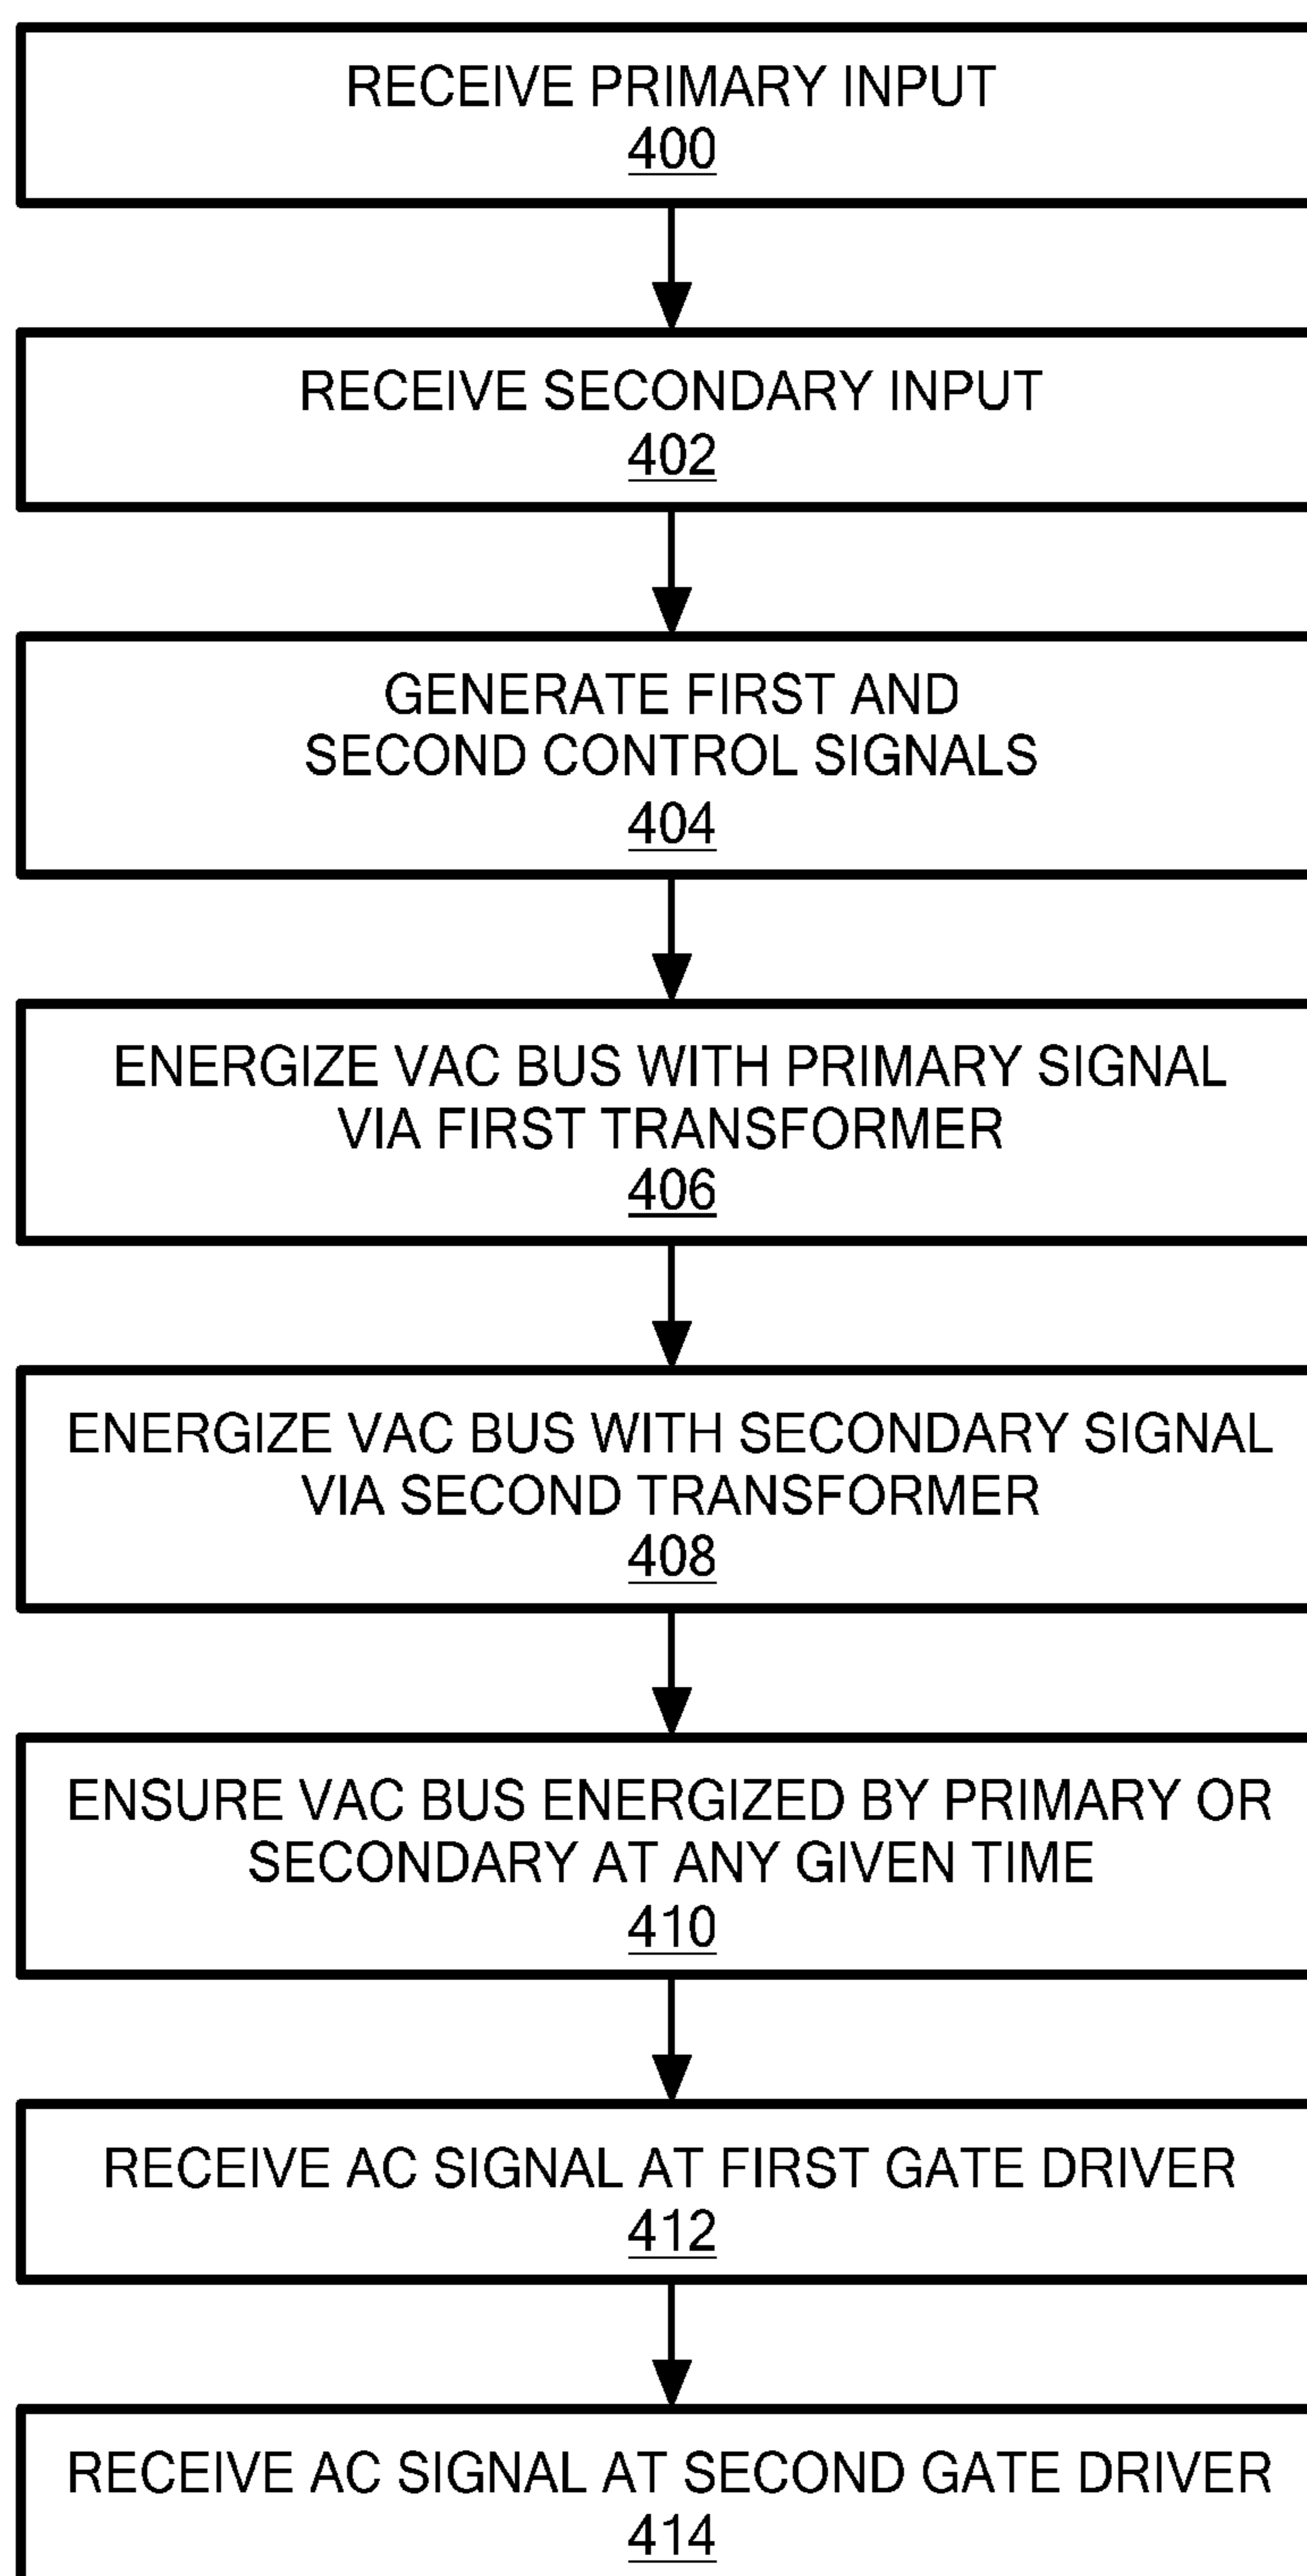 RECEIVE PRIMARY INPUT
400
RECEIVE SECONDARY INPUT
402
GENERATE FIRST AND
SECOND CONTROL SIGNALS
404
ENERGIZE VAC BUS WITH PRIMARY SIGNAL
VIA FIRST TRANSFORMER
406
ENERGIZE VAC BUS WITH SECONDARY SIGNAL
VIA SECOND TRANSFORMER
408
ENSURE VAC BUS ENERGIZED BY PRIMARY OR
SECONDARY AT ANY GIVEN TIME
410
RECEIVE AC SIGNAL AT FIRST GATE DRIVER
412
RECEIVE AC SIGNAL AT SECOND GATE DRIVER
414